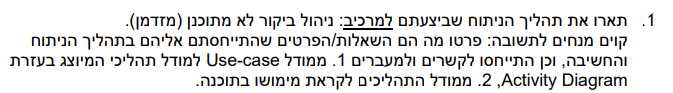 1. תארו את תהליך הניתוח שביצעתם למרכיב: ניהול ביקור לא מתוכנן (מזדמן).
קוים מנחים לתשובה: פרטו מה הם השאלות/הפרטים שהתייחסתם אליהם בתהליך הניתוח
והחשיבה, וכן התייחסו לקשרים ולמעברים 1. ממודל Use-case למודל תהליכי המיוצג בעזרת
Activity Diagram, 2. ממודל התהליכים לקראת מימושו בתוכנה.